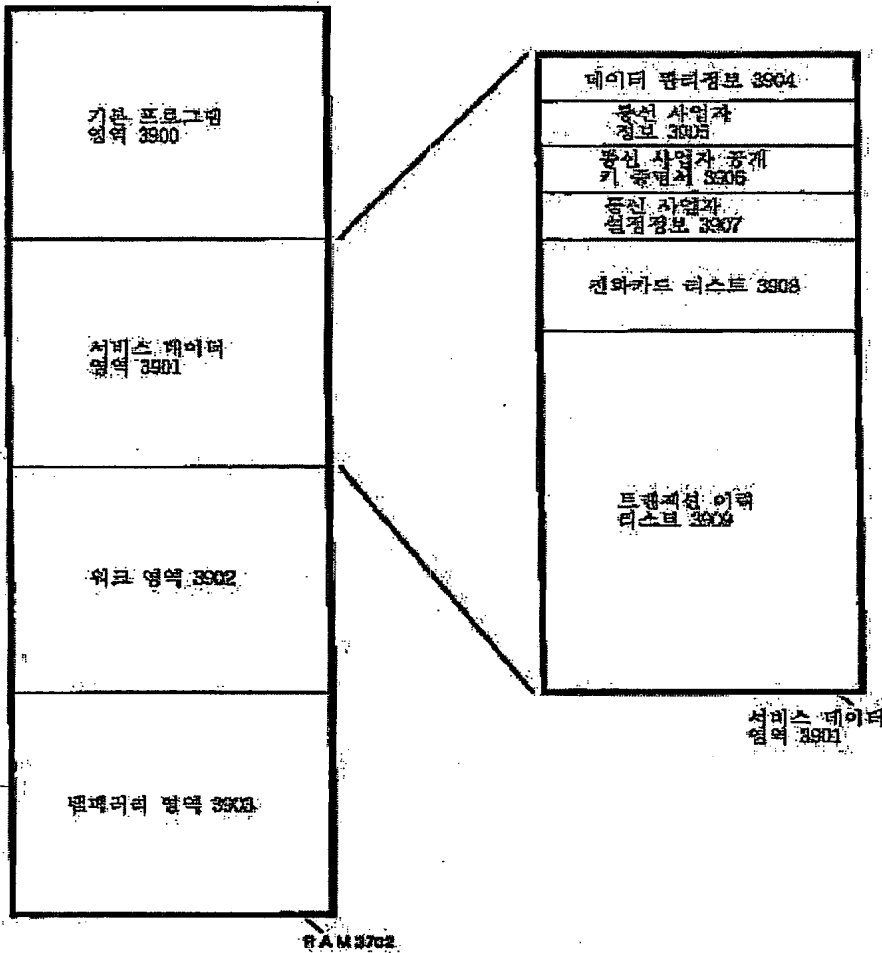 기본 프로그램
영역 3900
서비스 데이터
영역 3901
워크 영역 3902
템페러리 영역 3903
RAM 3702
데이터 관리정보 3904
통신 사업자
정보 3905
통신 사업자 공개
키 증명서 3906
통신 사업자
설정정보 3907
전화카드 리스트 3908
트랜잭션 이력
리스트 3909
서비스 데이터
영역 3901